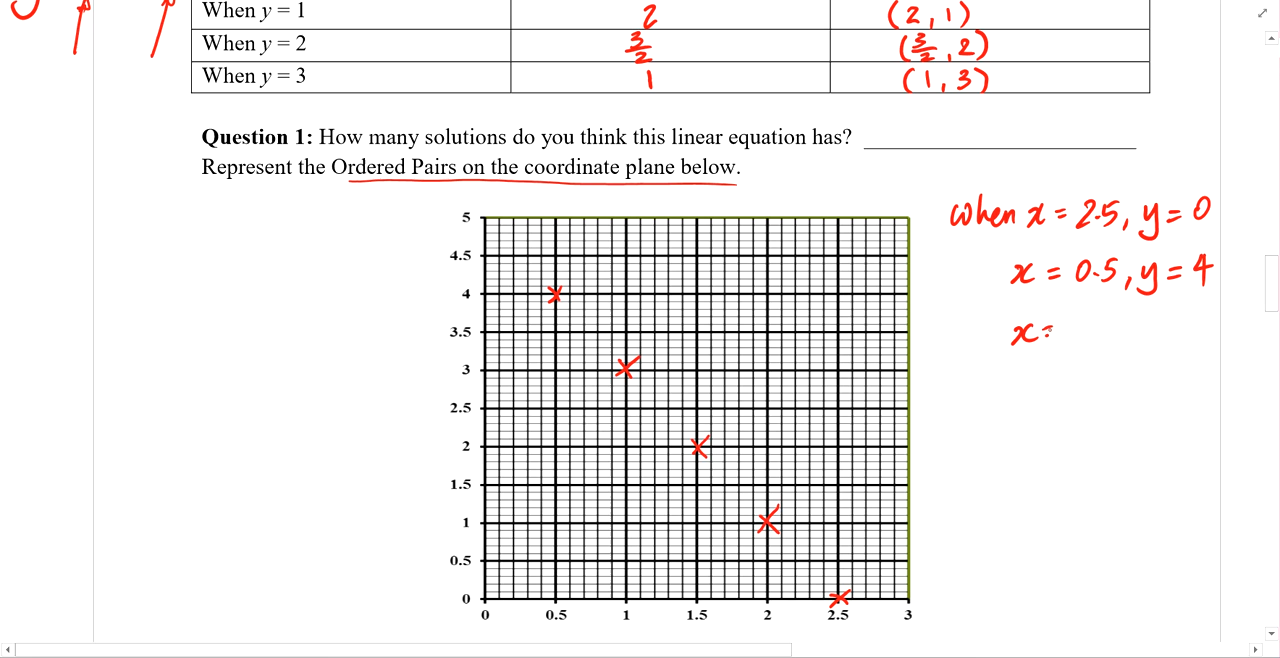 When y = 1 2 (2, 1)
When y = 2 3/2 (3/2, 2)
When y = 3 1 (1, 3)
Question 1: How many solutions do you think this linear equation has?
Represent the Ordered Pairs on the coordinate plane below.
when x = 2.5, y = 0
x = 0.5, y = 4
x =
5
4.5
4
3.5
3
2.5
2
1.5
1
0.5
0
0 0.5 1 1.5 2 2.5 3